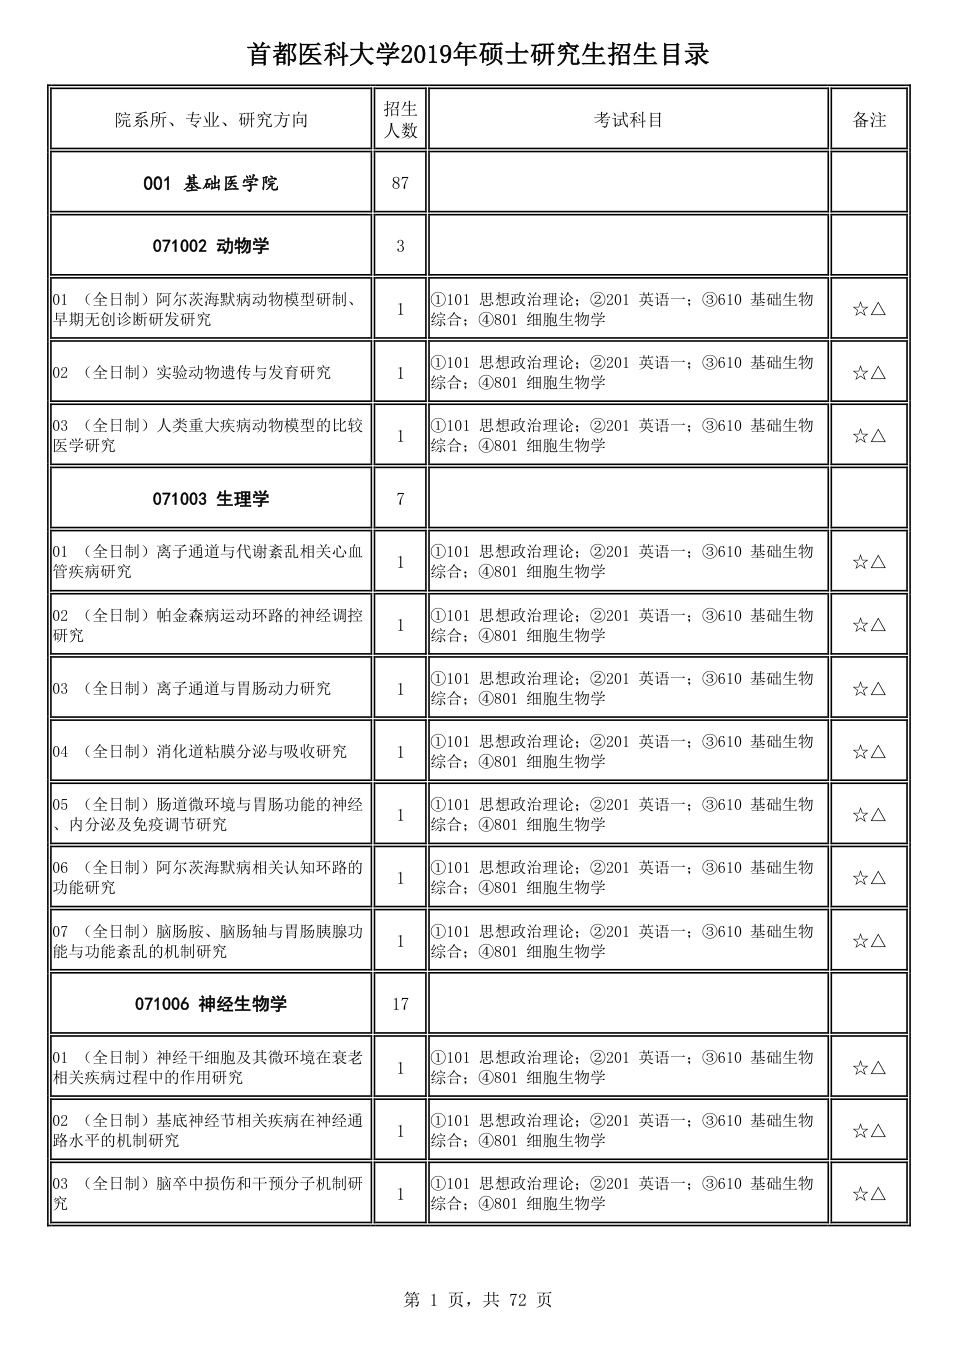 首都医科大学2019年硕士研究生招生目录
院系所、专业、研究方向
招生
人数
考试科目
备注
001 基础医学院
87
071002 动物学
3
01 （全日制）阿尔茨海默病动物模型研制、
早期无创诊断研发研究
1
①101 思想政治理论；②201 英语一；③610 基础生物
综合；④801 细胞生物学
☆△
02 （全日制）实验动物遗传与发育研究
1
①101 思想政治理论；②201 英语一；③610 基础生物
综合；④801 细胞生物学
☆△
03 （全日制）人类重大疾病动物模型的比较
医学研究
1
①101 思想政治理论；②201 英语一；③610 基础生物
综合；④801 细胞生物学
☆△
071003 生理学
7
01 （全日制）离子通道与代谢紊乱相关心血
管疾病研究
1
①101 思想政治理论；②201 英语一；③610 基础生物
综合；④801 细胞生物学
☆△
02 （全日制）帕金森病运动环路的神经调控
研究
1
①101 思想政治理论；②201 英语一；③610 基础生物
综合；④801 细胞生物学
☆△
03 （全日制）离子通道与胃肠动力研究
1
①101 思想政治理论；②201 英语一；③610 基础生物
综合；④801 细胞生物学
☆△
04 （全日制）消化道粘膜分泌与吸收研究
1
①101 思想政治理论；②201 英语一；③610 基础生物
综合；④801 细胞生物学
☆△
05 （全日制）肠道微环境与胃肠功能的神经
、内分泌及免疫调节研究
1
①101 思想政治理论；②201 英语一；③610 基础生物
综合；④801 细胞生物学
☆△
06 （全日制）阿尔茨海默病相关认知环路的
功能研究
1
①101 思想政治理论；②201 英语一；③610 基础生物
综合；④801 细胞生物学
☆△
07 （全日制）脑肠胺、脑肠轴与胃肠胰腺功
能与功能紊乱的机制研究
1
①101 思想政治理论；②201 英语一；③610 基础生物
综合；④801 细胞生物学
☆△
071006 神经生物学
17
01 （全日制）神经干细胞及其微环境在衰老
相关疾病过程中的作用研究
1
①101 思想政治理论；②201 英语一；③610 基础生物
综合；④801 细胞生物学
☆△
02 （全日制）基底神经节相关疾病在神经通
路水平的机制研究
1
①101 思想政治理论；②201 英语一；③610 基础生物
综合；④801 细胞生物学
☆△
03 （全日制）脑卒中损伤和干预分子机制研
究
1
①101 思想政治理论；②201 英语一；③610 基础生物
综合；④801 细胞生物学
☆△
第 1 页，共 72 页